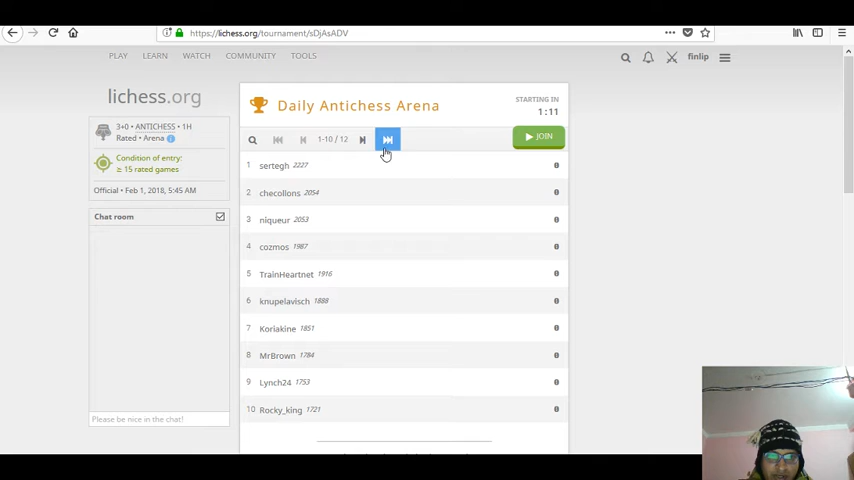 https://lichess.org/tournament/sDjAsADV
PLAY LEARN WATCH COMMUNITY TOOLS
finlip
lichess.org
3+0 • ANTICHESS • 1H
Rated • Arena
Condition of entry:
≥ 15 rated games
Official • Feb 1, 2018, 5:45 AM
Chat room
Please be nice in the chat!
Daily Antichess Arena
STARTING IN
1:11
1-10 / 12
JOIN
1 sertegh 2227 0
2 checollons 2054 0
3 niqueur 2053 0
4 cozmos 1987 0
5 TrainHeartnet 1916 0
6 knupelavisch 1888 0
7 Koriakine 1851 0
8 MrBrown 1784 0
9 Lynch24 1753 0
10 Rocky_king 1721 0